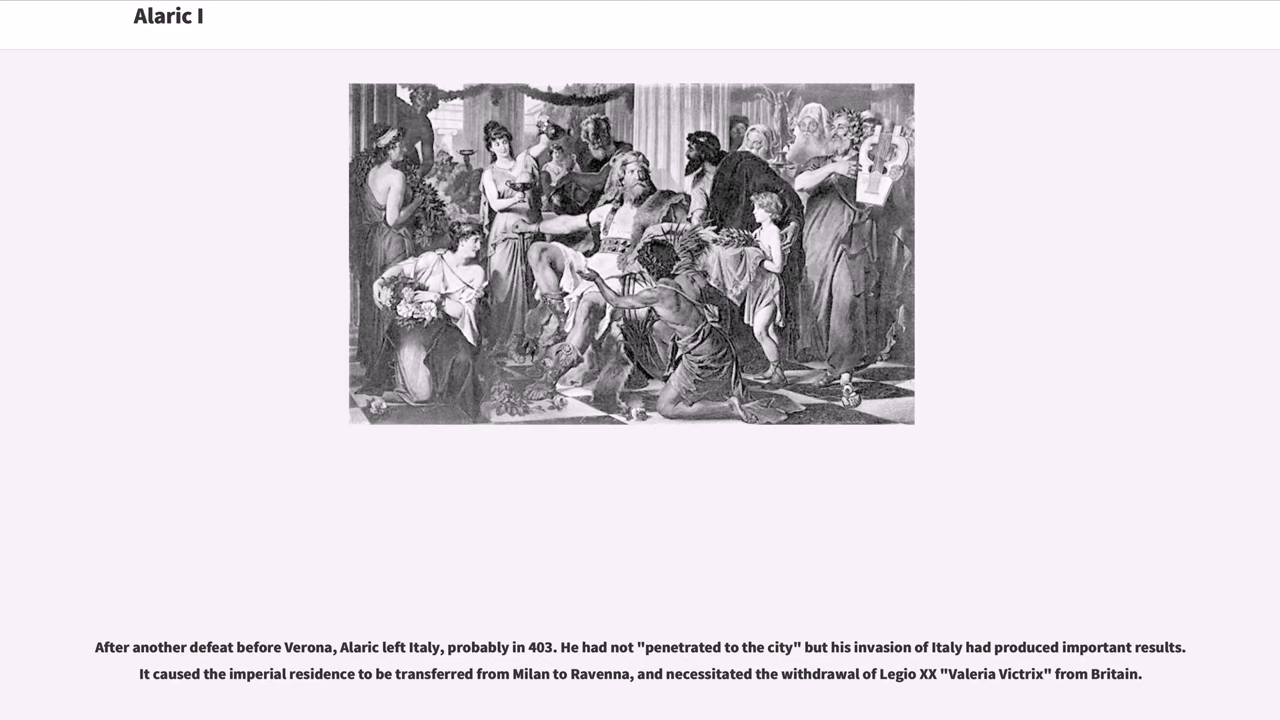 Alaric I
After another defeat before Verona, Alaric left Italy, probably in 403. He had not "penetrated to the city" but his invasion of Italy had produced important results.
It caused the imperial residence to be transferred from Milan to Ravenna, and necessitated the withdrawal of Legio XX "Valeria Victrix" from Britain.